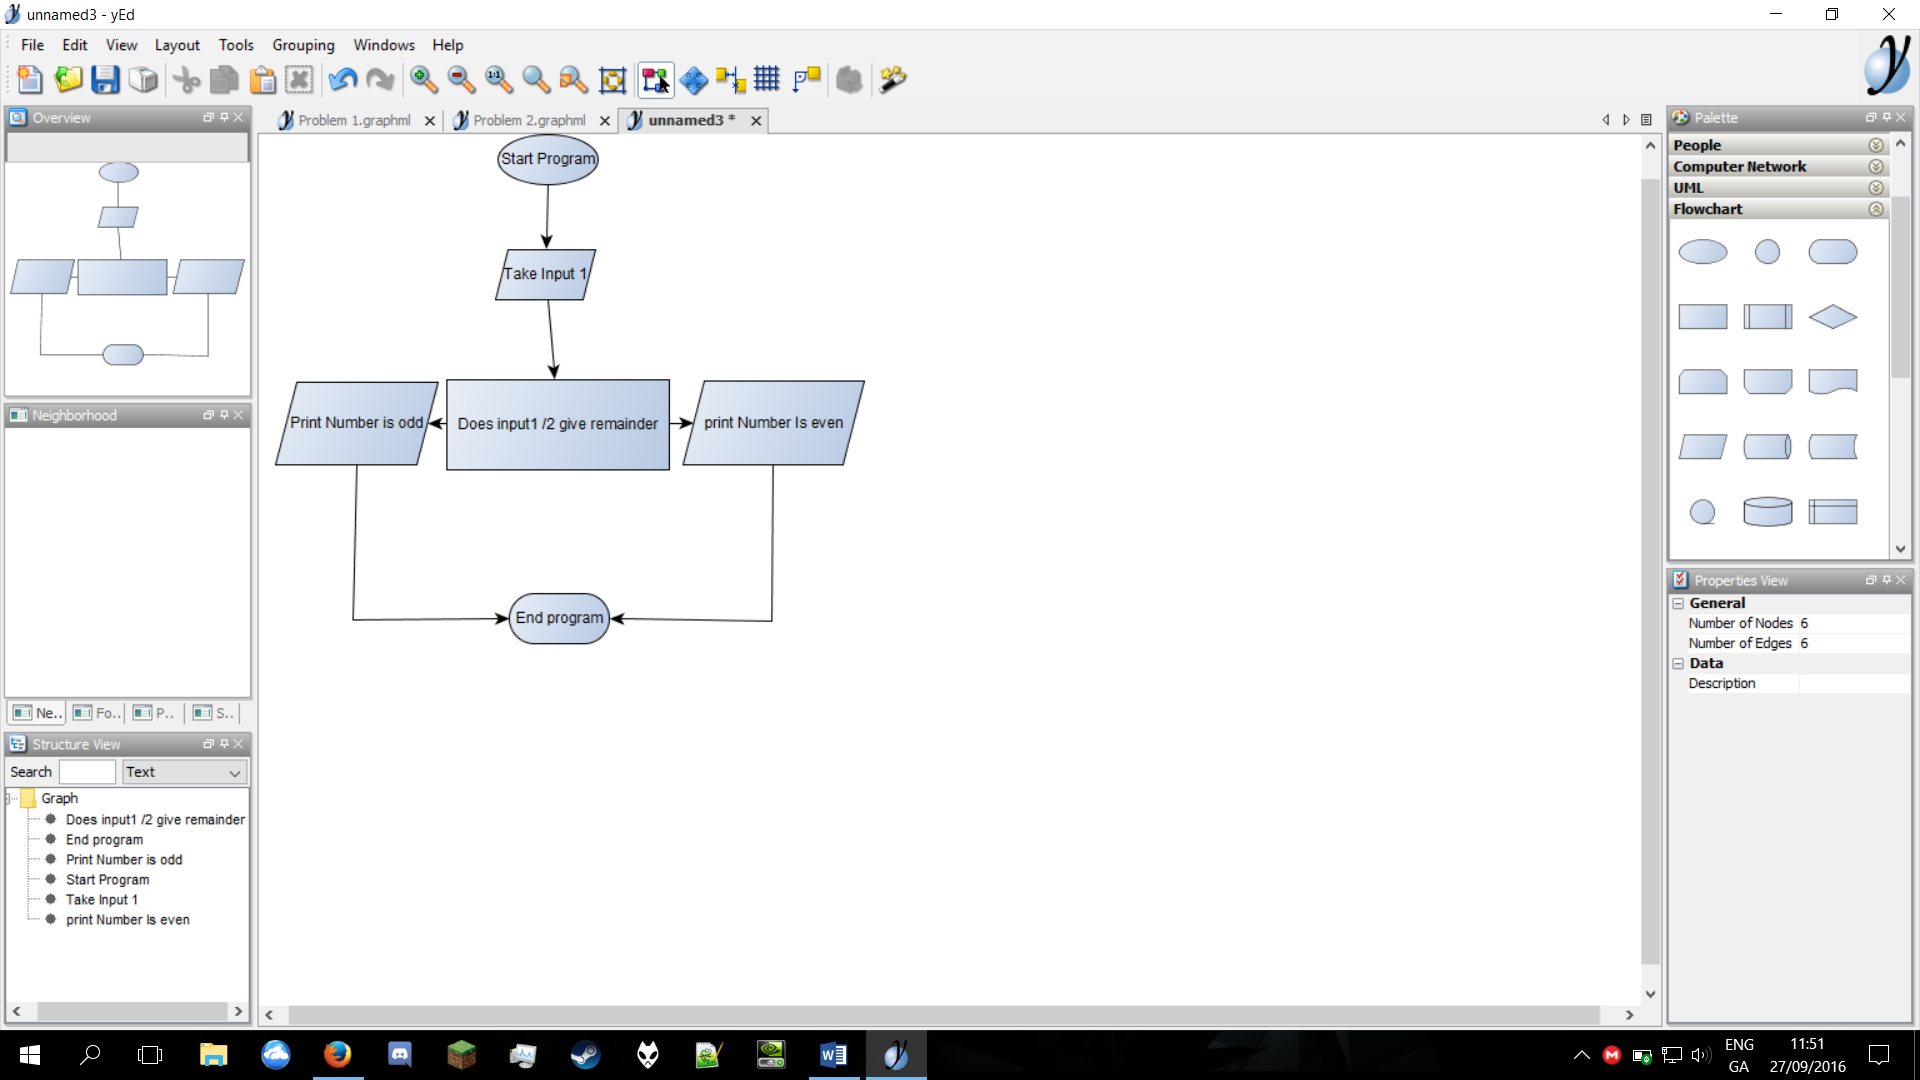 unnamed3 - yEd
File Edit View Layout Tools Grouping Windows Help
1:1
Overview
Problem 1.graphml
Problem 2.graphml
unnamed3 *
Palette
People
Computer Network
UML
Flowchart
Start Program
Take Input 1
Print Number is odd
Does input1 /2 give remainder
print Number Is even
End program
Neighborhood
Ne.. Fo.. P.. S..
Structure View
Search Text
Graph
Does input1 /2 give remainder
End program
Print Number is odd
Start Program
Take Input 1
print Number Is even
Properties View
General
Number of Nodes 6
Number of Edges 6
Data
Description
ENG
GA
11:51
27/09/2016